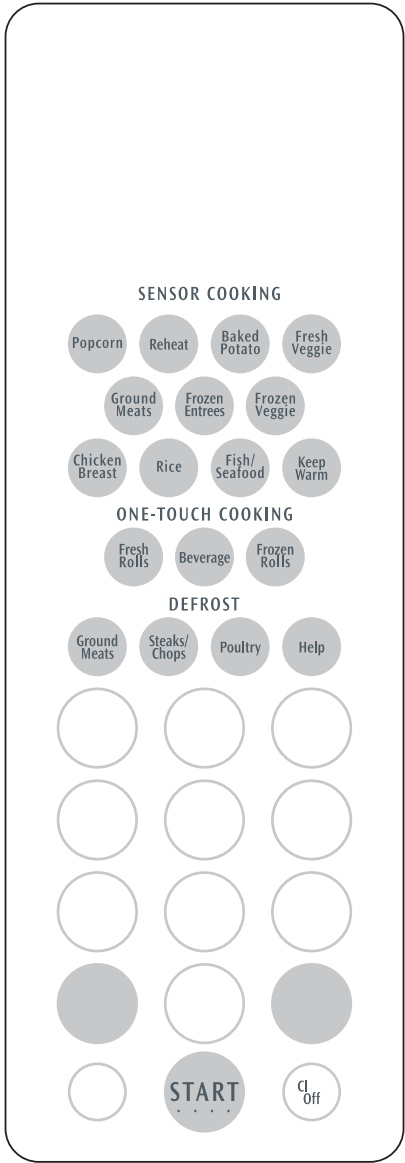 SENSOR COOKING
Popcorn Reheat Baked Potato Fresh Veggie
Ground Meats Frozen Entrees Frozen Veggie
Chicken Breast Rice Fish/ Seafood Keep Warm
ONE-TOUCH COOKING
Fresh Rolls Beverage Frozen Rolls
DEFROST
Ground Meats Steaks/ Chops Poultry Help
START
Cl
Off